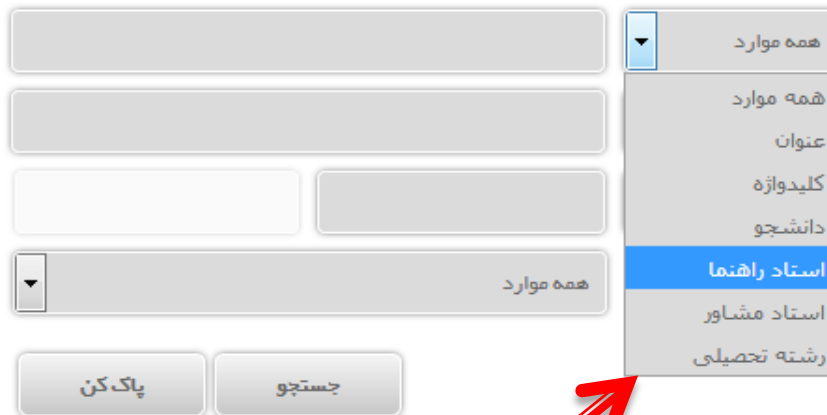 همه موارد
همه موارد
عنوان
کلیدواژه
دانشجو
استاد راهنما
استاد مشاور
رشته تحصیلی
همه موارد
جستجو
پاک کن